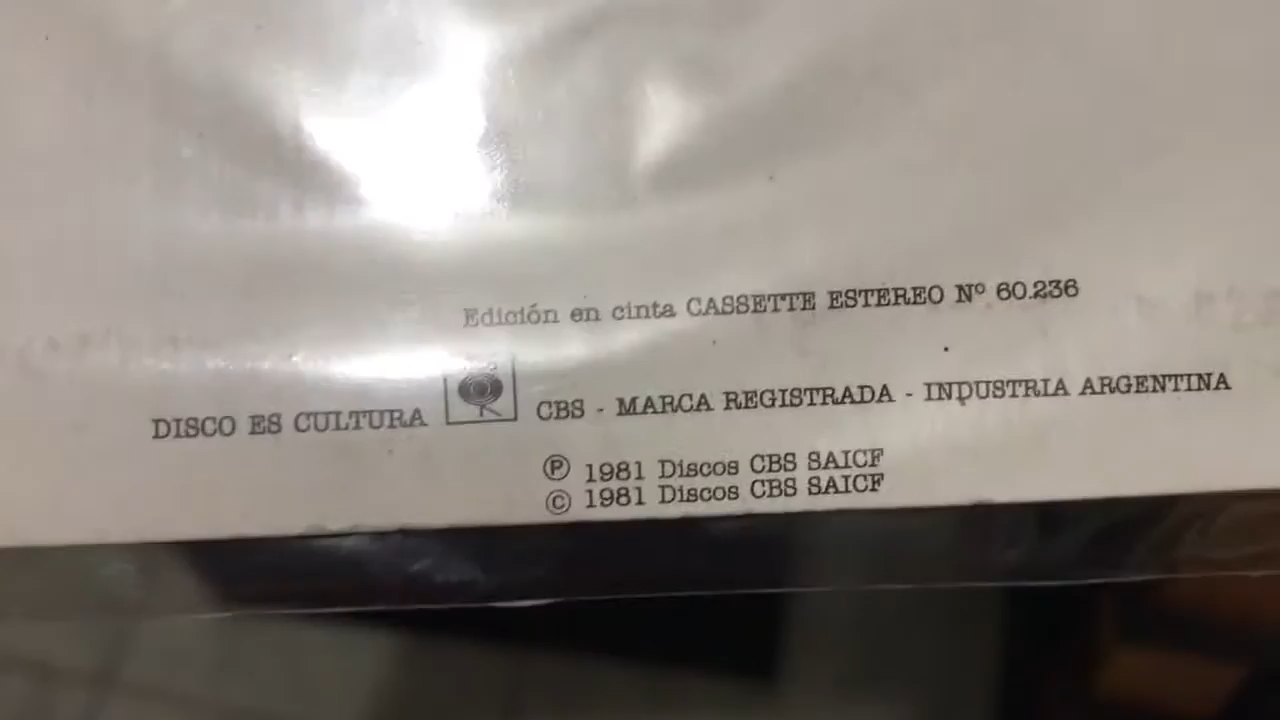 Edición en cinta CASSETTE ESTEREO Nº 60.236
DISCO ES CULTURA CBS - MARCA REGISTRADA - INDUSTRIA ARGENTINA
Ⓟ 1981 Discos CBS SAICF
© 1981 Discos CBS SAICF